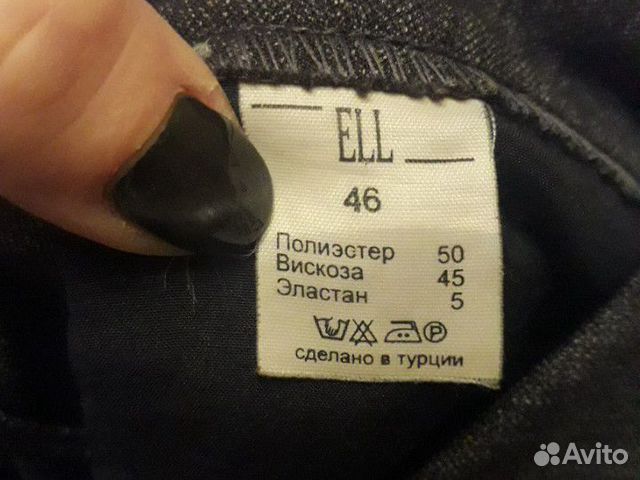 ELL
46
Полиэстер 50
Вискоза 45
Эластан 5
P
сделано в турции
Avito